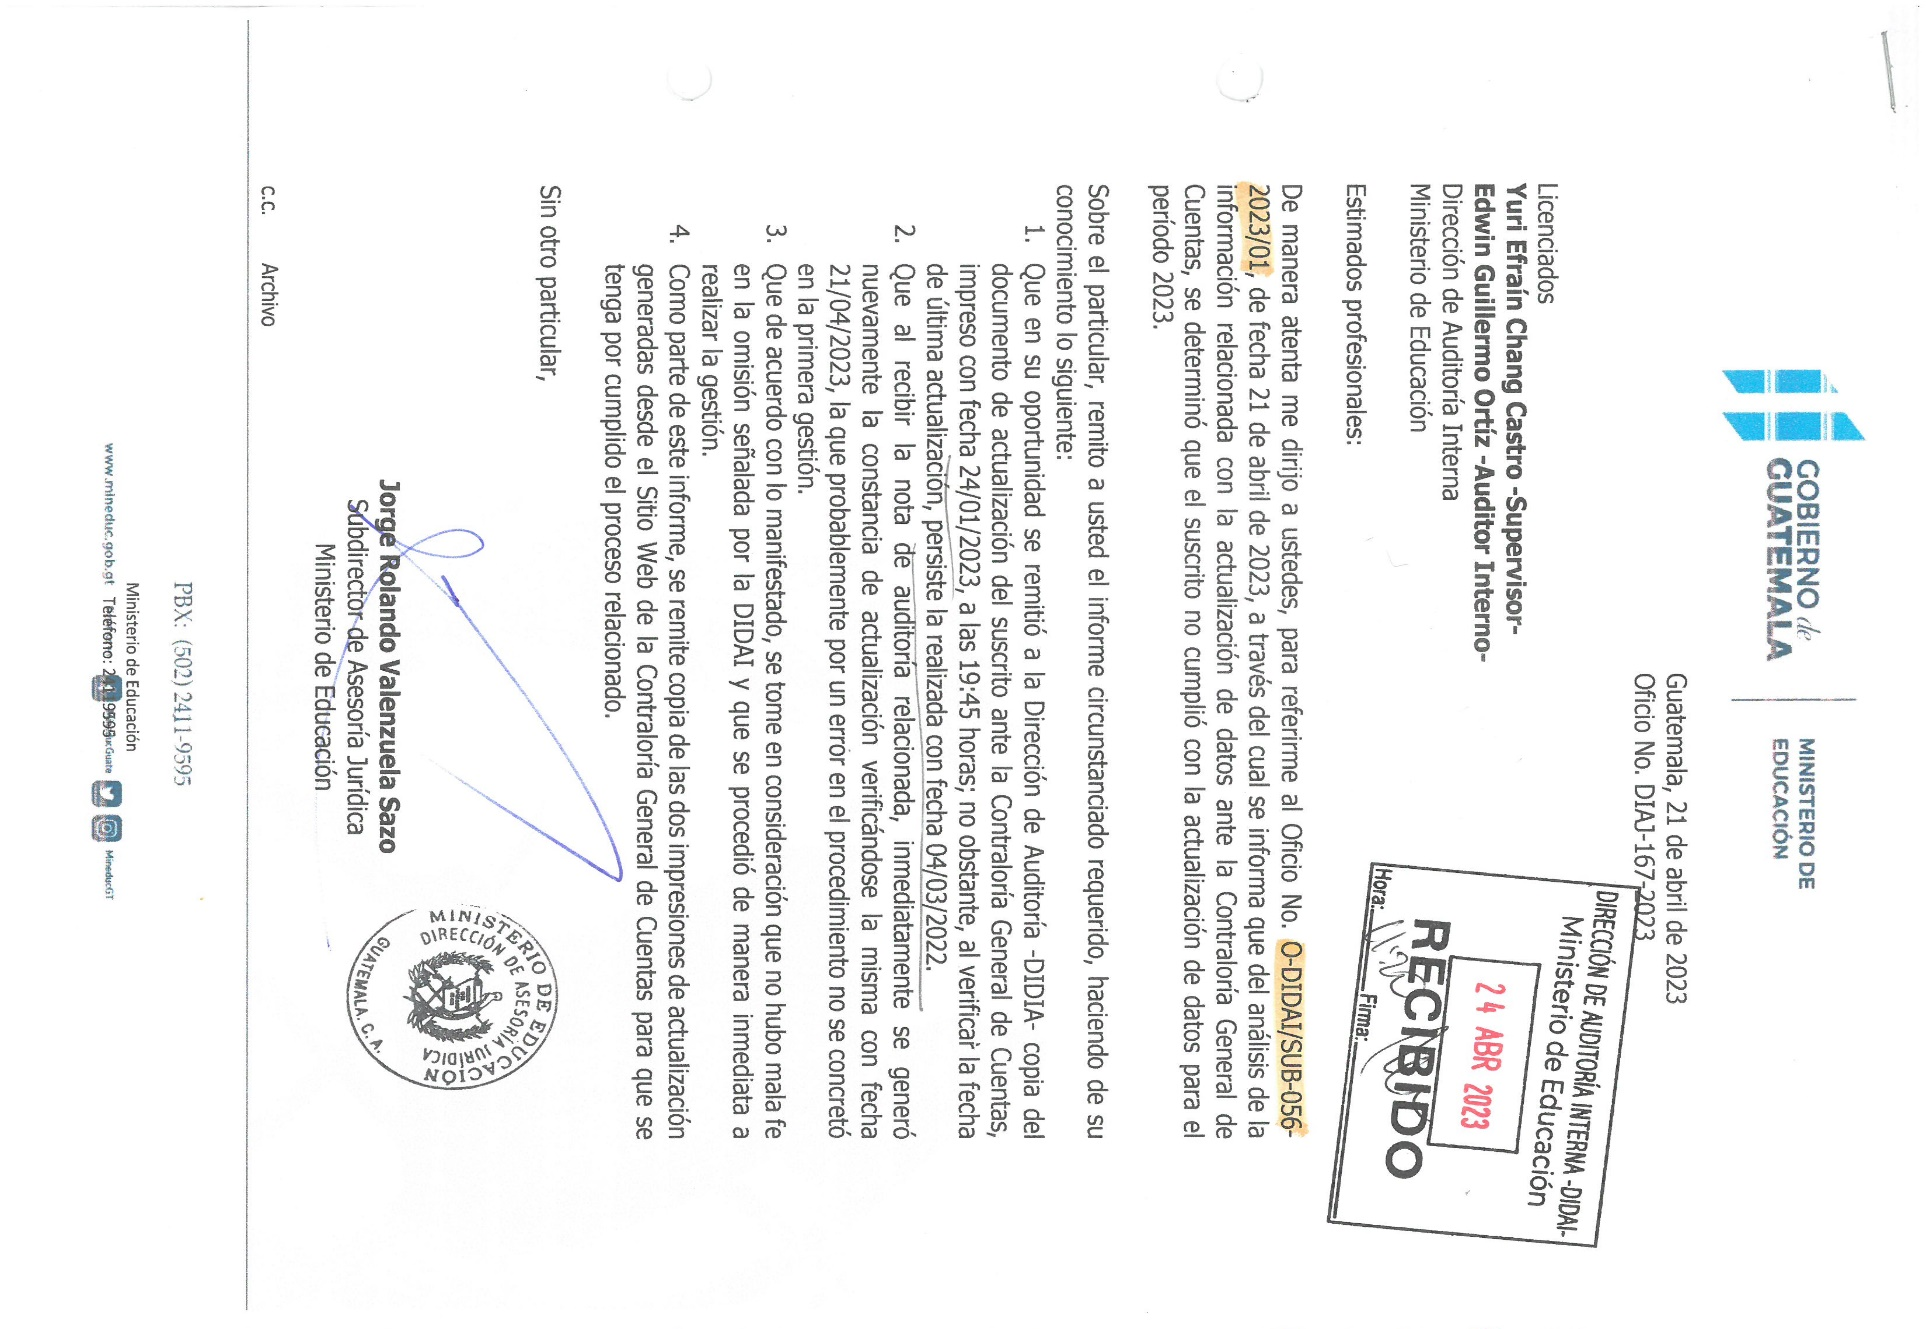 GOBIERNO de
GUATEMALA
MINISTERIO DE
EDUCACIÓN
Guatemala, 21 de abril de 2023
Oficio No. DIAJ-167-2023
DIRECCIÓN DE AUDITORÍA INTERNA -DIDAI-
Ministerio de Educación
24 ABR 2023
RECIBIDO
Hora:
Firma:
Licenciados
Yuri Efraín Chang Castro -Supervisor-
Edwin Guillermo Ortíz -Auditor Interno-
Dirección de Auditoría Interna
Ministerio de Educación
Estimados profesionales:
De manera atenta me dirijo a ustedes, para referirme al Oficio No. O-DIDAI/SUB-056-
2023/01, de fecha 21 de abril de 2023, a través del cual se informa que del análisis de la
información relacionada con la actualización de datos ante la Contraloría General de
Cuentas, se determinó que el suscrito no cumplió con la actualización de datos para el
período 2023.
Sobre el particular, remito a usted el informe circunstanciado requerido, haciendo de su
conocimiento lo siguiente:
1. Que en su oportunidad se remitió a la Dirección de Auditoría -DIDIA- copia del
documento de actualización del suscrito ante la Contraloría General de Cuentas,
impreso con fecha 24/01/2023, a las 19:45 horas; no obstante, al verificar la fecha
de última actualización, persiste la realizada con fecha 04/03/2022.
2. Que al recibir la nota de auditoría relacionada, inmediatamente se generó
nuevamente la constancia de actualización verificándose la misma con fecha
21/04/2023, la que probablemente por un error en el procedimiento no se concretó
en la primera gestión.
3. Que de acuerdo con lo manifestado, se tome en consideración que no hubo mala fe
en la omisión señalada por la DIDAI y que se procedió de manera inmediata a
realizar la gestión.
4. Como parte de este informe, se remite copia de las dos impresiones de actualización
generadas desde el Sitio Web de la Contraloría General de Cuentas para que se
tenga por cumplido el proceso relacionado.
Sin otro particular,
Jorge Rolando Valenzuela Sazo
Subdirector de Asesoría Jurídica
Ministerio de Educación
MINISTERIO DE EDUCACIÓN
DIRECCIÓN DE ASESORÍA JURÍDICA
GUATEMALA, C. A.
c.c. Archivo
PBX: (502) 2411-9595
Ministerio de Educación
www.mineduc.gob.gt Teléfono:
MineducGT